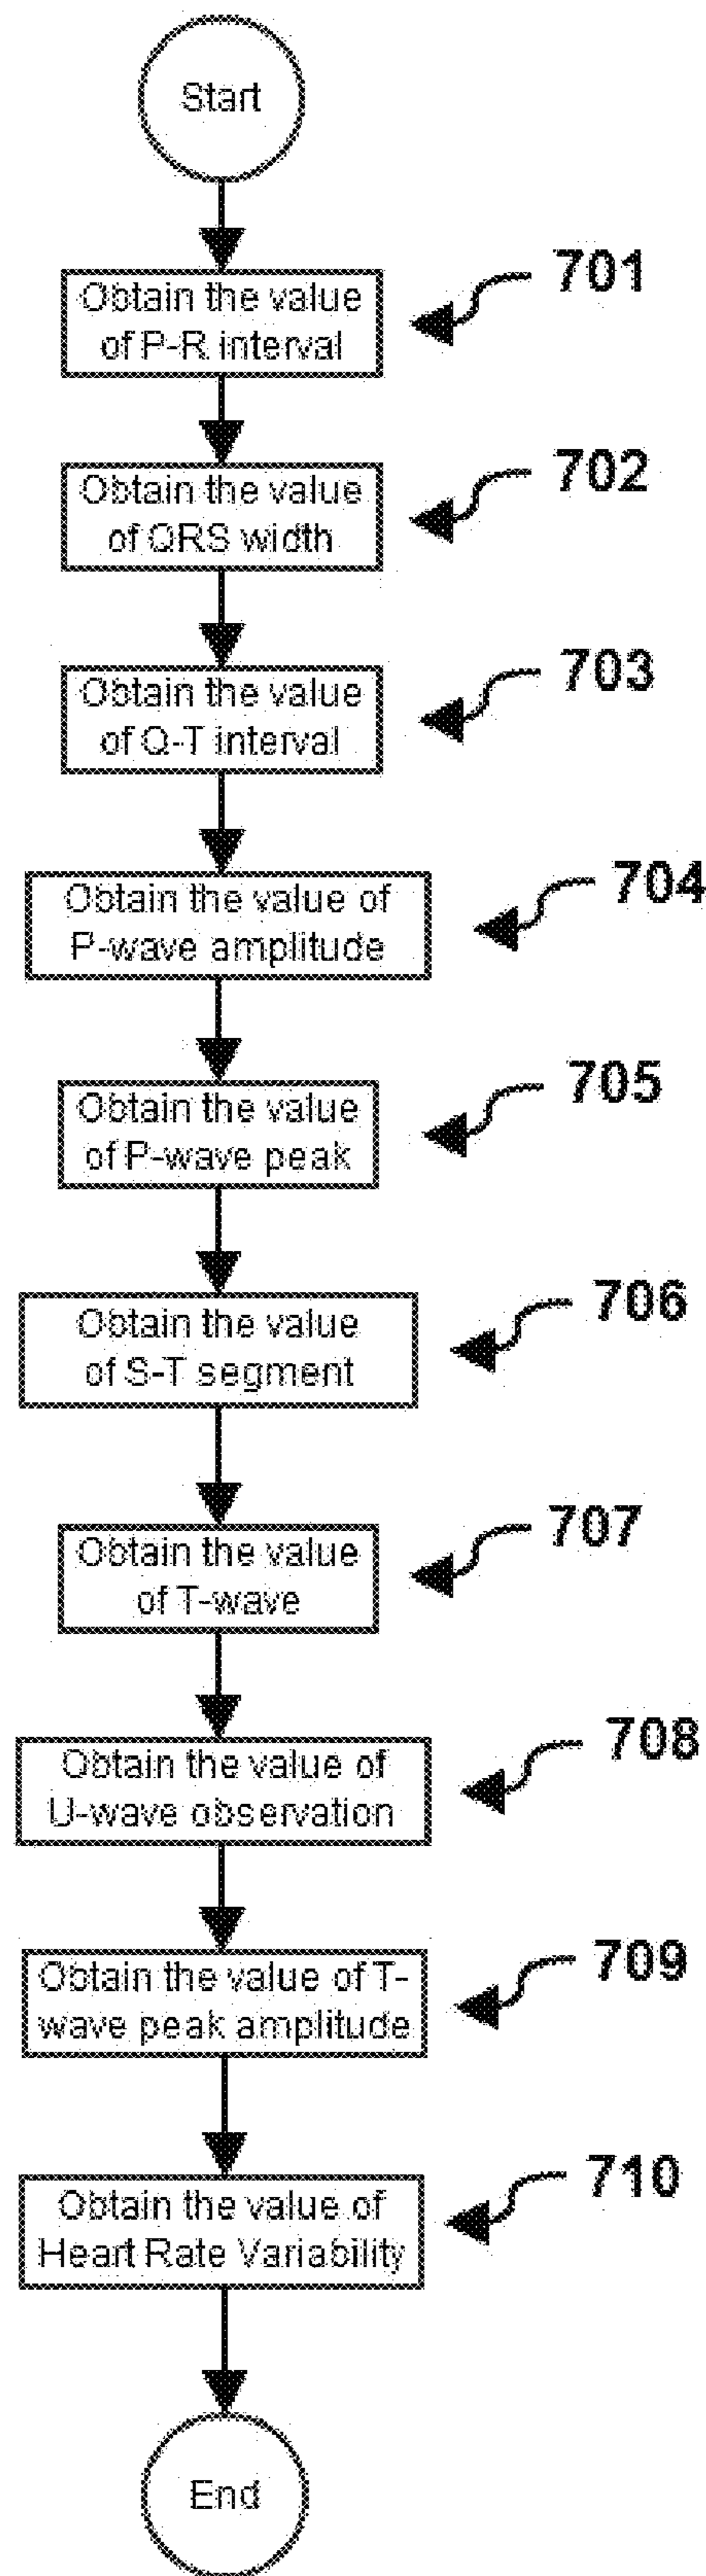 Start
Obtain the value
of P-R interval
701
Obtain the value
of QRS width
702
Obtain the value
of Q-T interval
703
Obtain the value of
P-wave amplitude
704
Obtain the value
of P-wave peak
705
Obtain the value
of S-T segment
706
Obtain the value
of T-wave
707
Obtain the value of
U-wave observation
708
Obtain the value of T-
wave peak amplitude
709
Obtain the value of
Heart Rate Variability
710
End